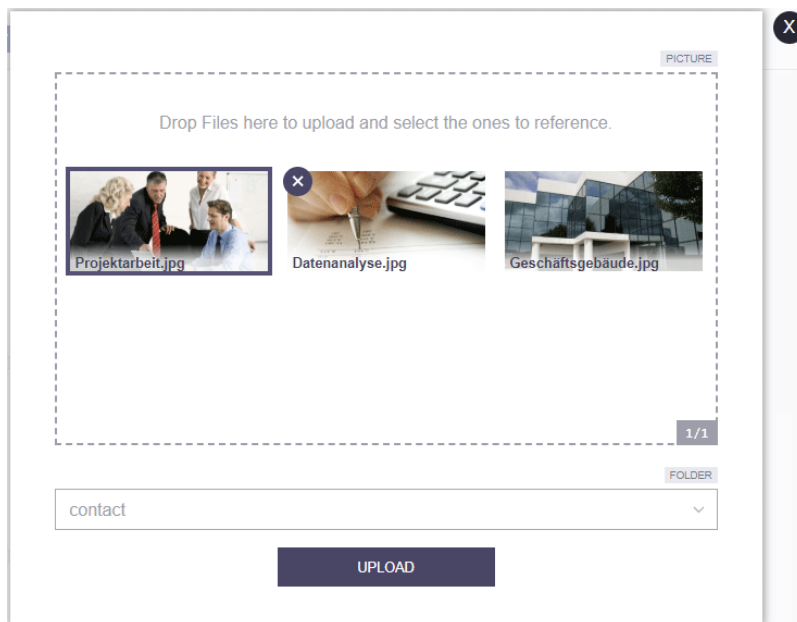 X
PICTURE
Drop Files here to upload and select the ones to reference.
Projektarbeit.jpg
Datenanalyse.jpg
Geschäftsgebäude.jpg
1/1
FOLDER
contact
UPLOAD